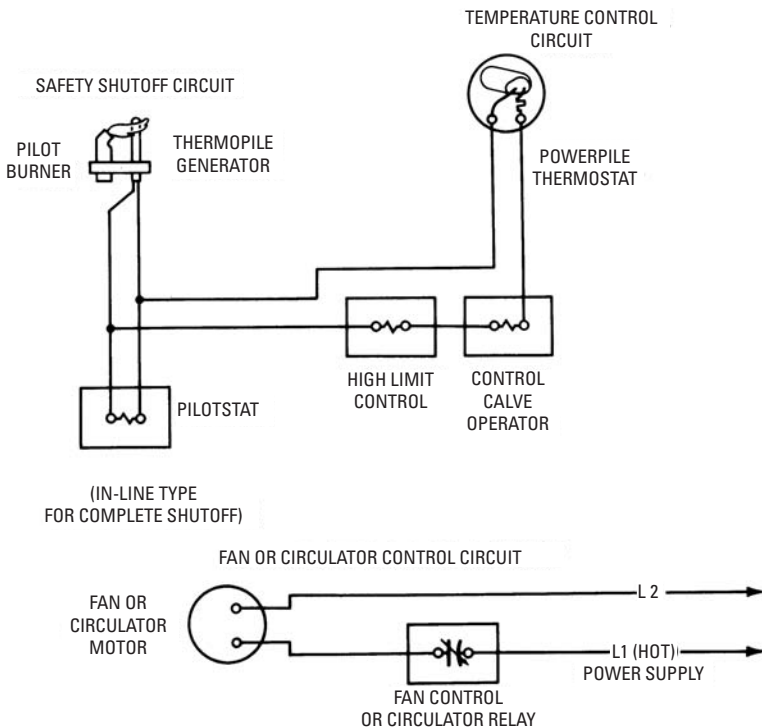 TEMPERATURE CONTROL
CIRCUIT
SAFETY SHUTOFF CIRCUIT
PILOT
BURNER
THERMOPILE
GENERATOR
POWERPILE
THERMOSTAT
HIGH LIMIT
CONTROL
CONTROL
CALVE
OPERATOR
PILOTSTAT
(IN-LINE TYPE
FOR COMPLETE SHUTOFF)
FAN OR CIRCULATOR CONTROL CIRCUIT
FAN OR
CIRCULATOR
MOTOR
L 2
L1 (HOT)
POWER SUPPLY
FAN CONTROL
OR CIRCULATOR RELAY